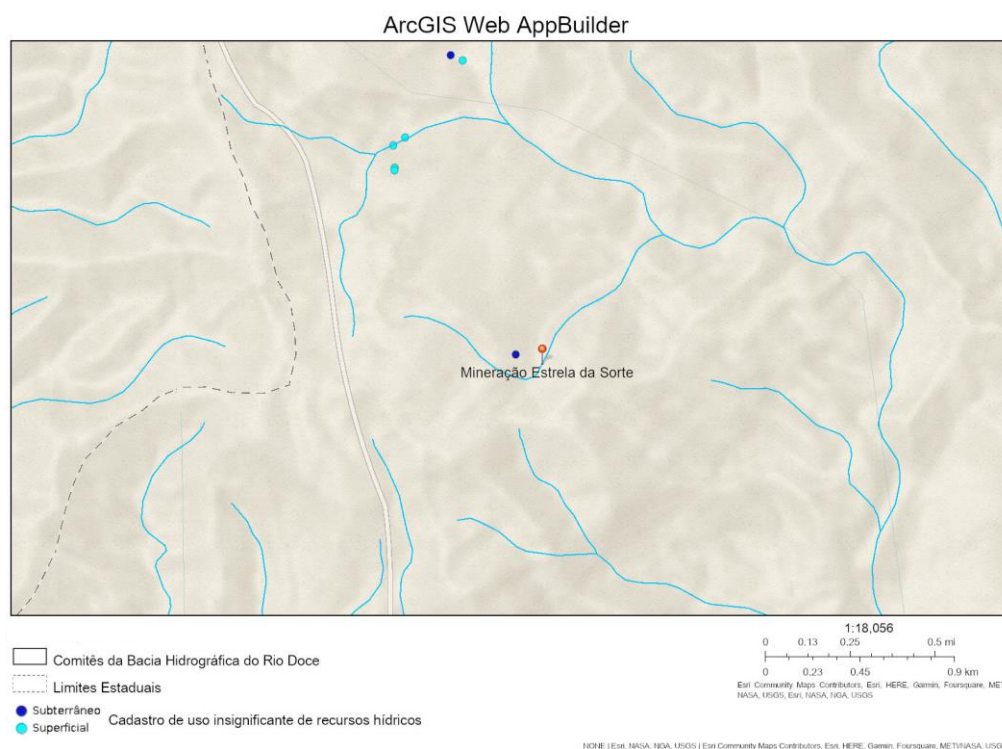 ArcGIS Web AppBuilder
Mineração Estrela da Sorte
1:18,056
0 0.13 0.25 0.5 mi
0 0.23 0.45 0.9 km
Esri Community Maps Contributors, Esri, HERE, Garmin, Foursquare, MET
NASA, USGS, Esri, NASA, NGA, USGS
Comitês da Bacia Hidrográfica do Rio Doce
Limites Estaduais
Subterrâneo
Cadastro de uso insignificante de recursos hídricos
Superficial
NONE | Esri, NASA, NGA, USGS | Esri Community Maps Contributors, Esri, HERE, Garmin, Foursquare, METI/NASA, USG